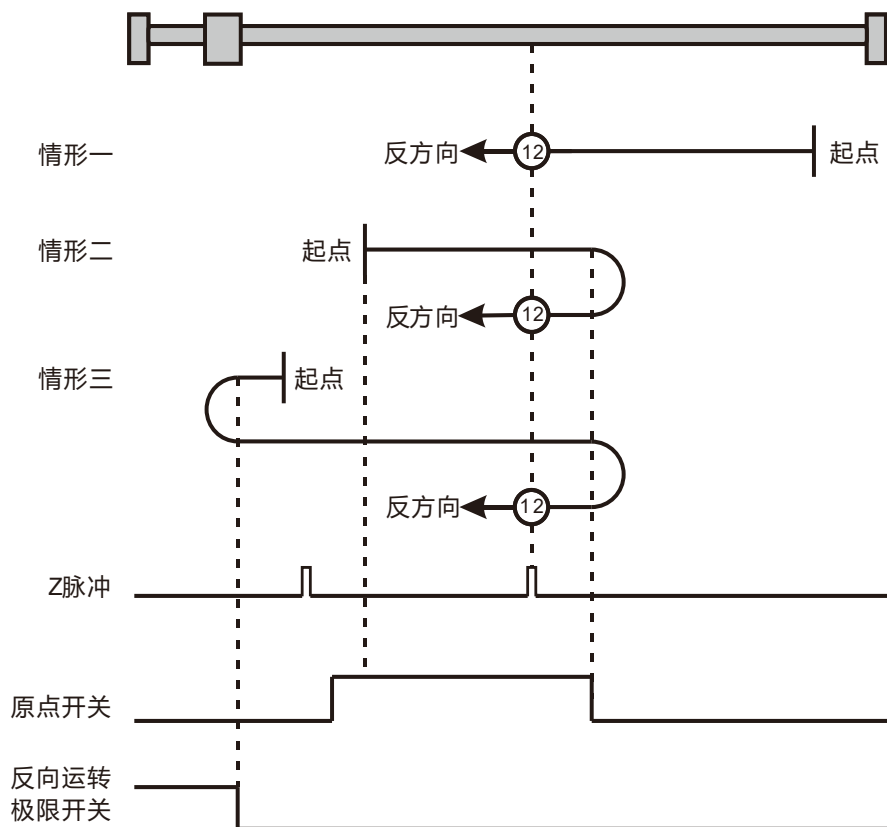 情形一
反方向
12
起点
情形二
起点
反方向
12
情形三
起点
反方向
12
Z脉冲
原点开关
反向运转
极限开关